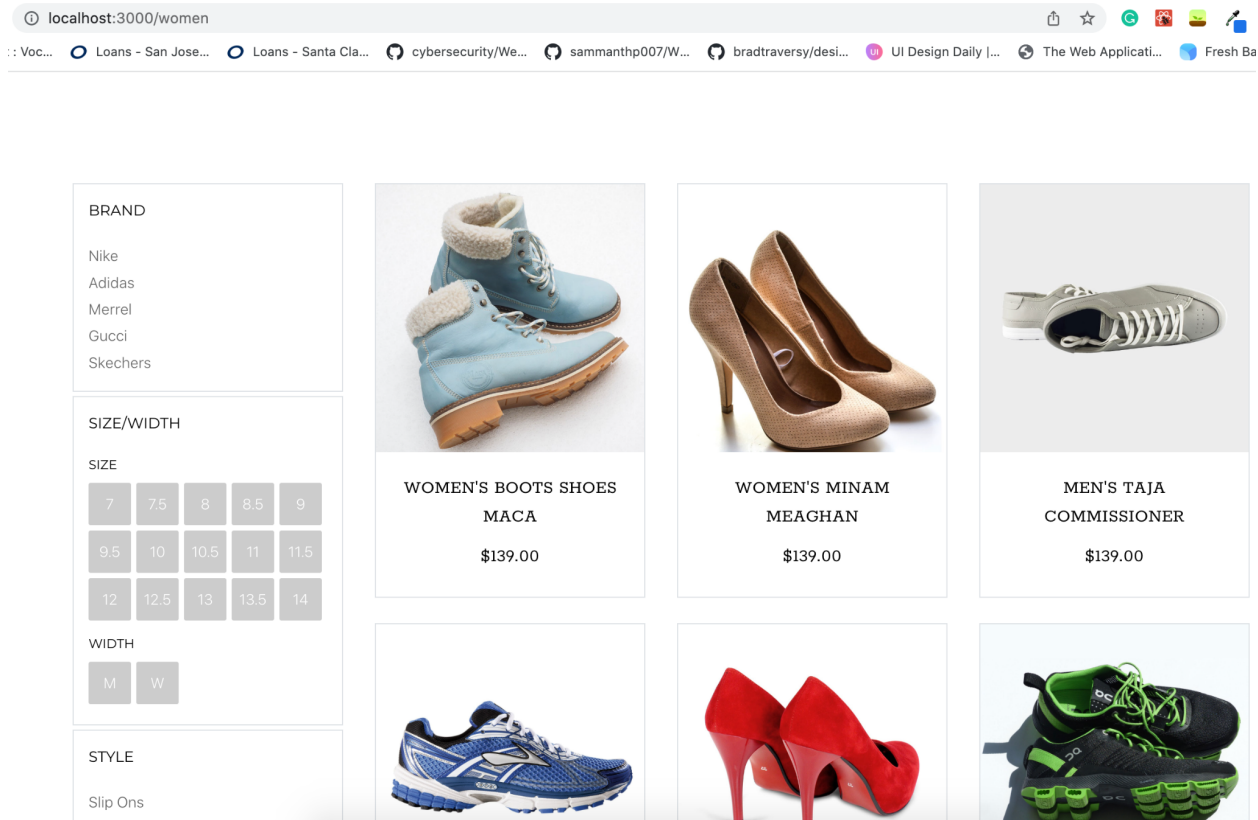 localhost:3000/women
: Voc...
Loans - San Jose...
Loans - Santa Cla...
cybersecurity/We...
sammanthp007/W...
bradtraversy/desi...
UI
UI Design Daily |...
The Web Applicati...
Fresh Ba
BRAND
Nike
Adidas
Merrel
Gucci
Skechers
SIZE/WIDTH
SIZE
7 7.5 8 8.5 9
9.5 10 10.5 11 11.5
12 12.5 13 13.5 14
WIDTH
M W
STYLE
Slip Ons
WOMEN'S BOOTS SHOES
MACA
$139.00
WOMEN'S MINAM
MEAGHAN
$139.00
MEN'S TAJA
COMMISSIONER
$139.00